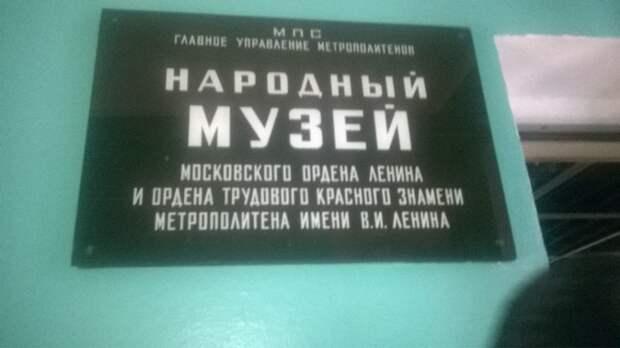 МПС
ГЛАВНОЕ УПРАВЛЕНИЕ МЕТРОПОЛИТЕНОВ
НАРОДНЫЙ
МУЗЕЙ
МОСКОВСКОГО ОРДЕНА ЛЕНИНА
И ОРДЕНА ТРУДОВОГО КРАСНОГО ЗНАМЕНИ
МЕТРОПОЛИТЕНА ИМЕНИ В.И. ЛЕНИНА